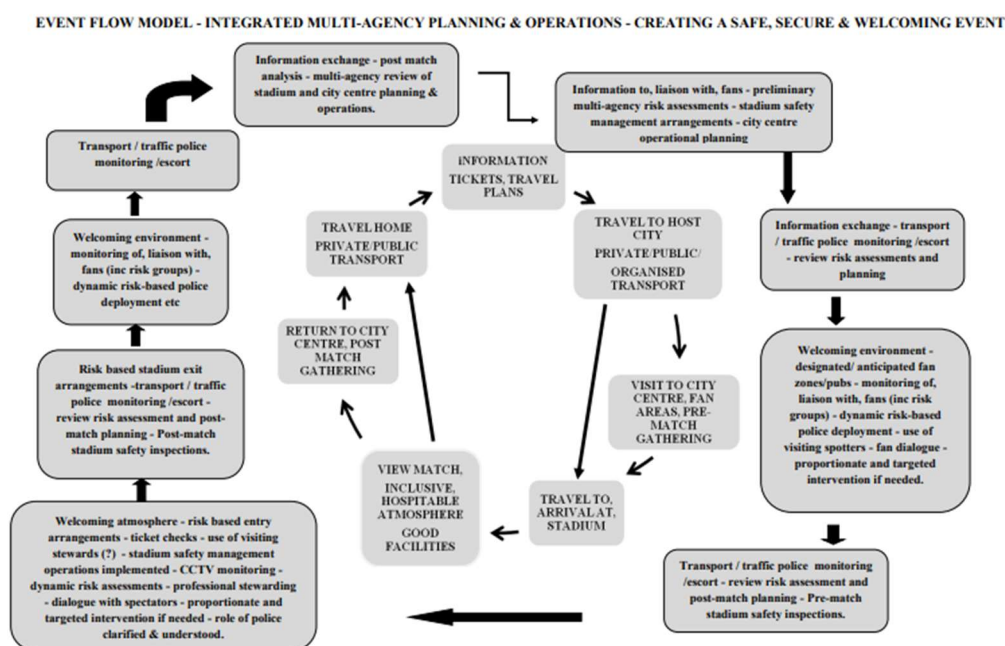 EVENT FLOW MODEL - INTEGRATED MULTI-AGENCY PLANNING & OPERATIONS - CREATING A SAFE, SECURE & WELCOMING EVENT
Information exchange - post match
analysis - multi-agency review of
stadium and city centre planning &
operations.
Information to, liaison with, fans - preliminary
multi-agency risk assessments - stadium safety
management arrangements - city centre
operational planning
Transport / traffic police
monitoring /escort
INFORMATION
TICKETS, TRAVEL
PLANS
TRAVEL HOME
PRIVATE/PUBLIC
TRANSPORT
TRAVEL TO HOST
CITY
PRIVATE/PUBLIC/
ORGANISED
TRANSPORT
Information exchange - transport
/ traffic police monitoring /escort
- review risk assessments and
planning
Welcoming environment -
monitoring of, liaison with,
fans (inc risk groups) -
dynamic risk-based police
deployment etc
RETURN TO CITY
CENTRE, POST
MATCH
GATHERING
VISIT TO CITY
CENTRE, FAN
AREAS, PRE-
MATCH
GATHERING
Welcoming environment -
designated/ anticipated fan
zones/pubs - monitoring of,
liaison with, fans (inc risk
groups) - dynamic risk-based
police deployment - use of
visiting spotters - fan dialogue -
proportionate and targeted
intervention if needed.
Risk based stadium exit
arrangements -transport / traffic
police monitoring /escort -
review risk assessment and post-
match planning - Post-match
stadium safety inspections.
VIEW MATCH,
INCLUSIVE,
HOSPITABLE
ATMOSPHERE
GOOD
FACILITIES
TRAVEL TO,
ARRIVAL AT,
STADIUM
Welcoming atmosphere - risk based entry
arrangements - ticket checks - use of visiting
stewards (?) - stadium safety management
operations implemented - CCTV monitoring -
dynamic risk assessments - professional stewarding
- dialogue with spectators - proportionate and
targeted intervention if needed - role of police
clarified & understood.
Transport / traffic police monitoring
/escort - review risk assessment and
post-match planning - Pre-match
stadium safety inspections.